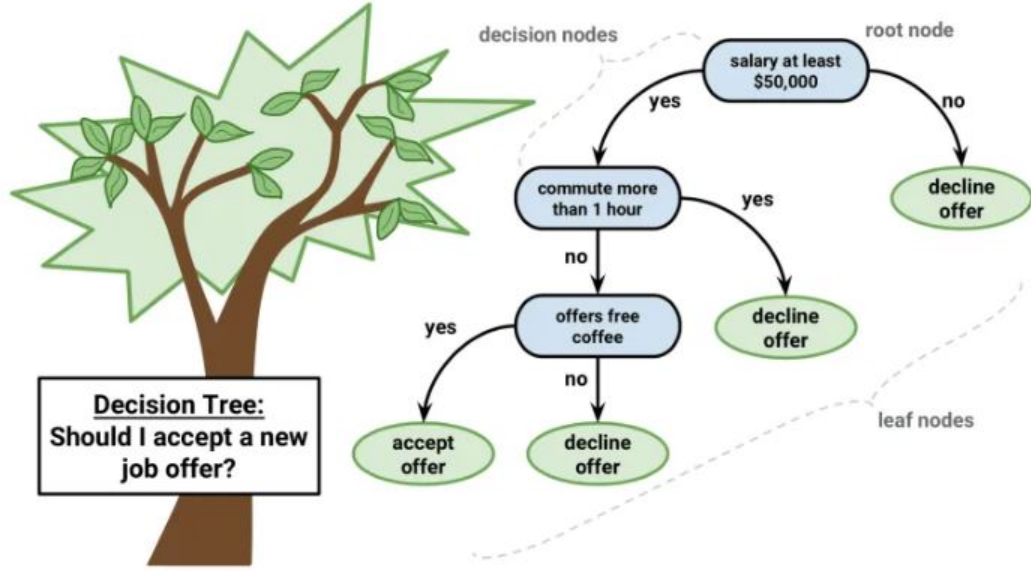 decision nodes
root node
salary at least
$50,000
yes
no
commute more
than 1 hour
yes
decline
offer
no
offers free
coffee
decline
offer
yes
no
leaf nodes
accept
offer
decline
offer
Decision Tree:
Should I accept a new
job offer?